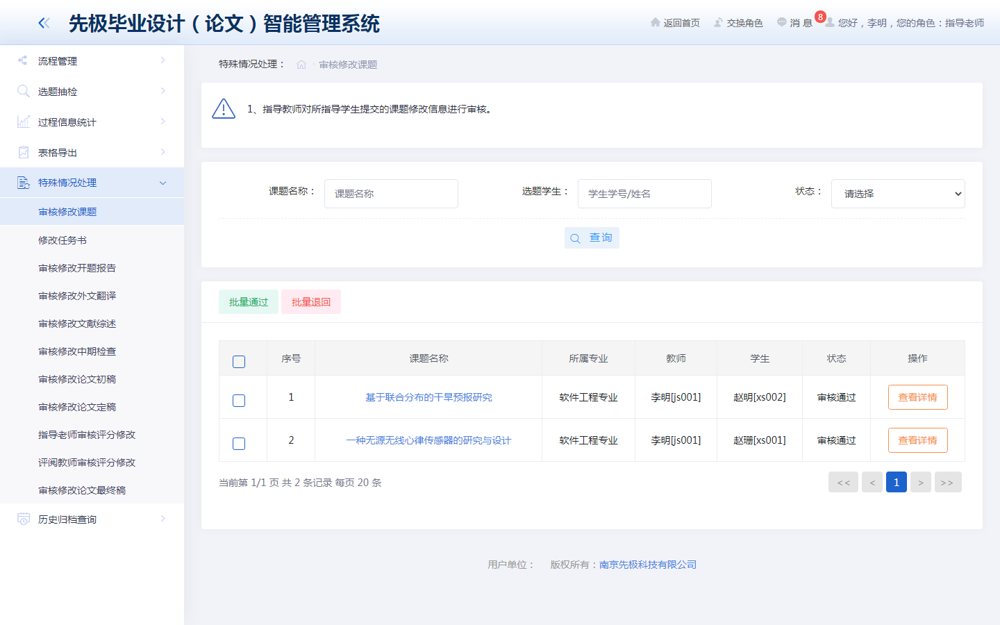 先极毕业设计（论文）智能管理系统
返回首页 交换角色 消 息 8 您好，李明，您的角色：指导老师
流程管理
选题抽检
过程信息统计
表格导出
特殊情况处理
审核修改课题
修改任务书
审核修改开题报告
审核修改外文翻译
审核修改文献综述
审核修改中期检查
审核修改论文初稿
审核修改论文定稿
指导老师审核评分修改
评阅教师审核评分修改
审核修改论文最终稿
历史归档查询
特殊情况处理： 审核修改课题
1、指导教师对所指导学生提交的课题修改信息进行审核。
课题名称： 课题名称 选题学生： 学生学号/姓名 状态： 请选择
查询
批量通过 批量退回
序号 课题名称 所属专业 教师 学生 状态 操作
1 基于联合分布的干旱预报研究 软件工程专业 李明[js001] 赵明[xs002] 审核通过 查看详情
2 一种无源无线心律传感器的研究与设计 软件工程专业 李明[js001] 赵珊[xs001] 审核通过 查看详情
当前第 1/1 页 共 2 条记录 每页 20 条 << < 1 > >>
用户单位： 版权所有：南京先极科技有限公司